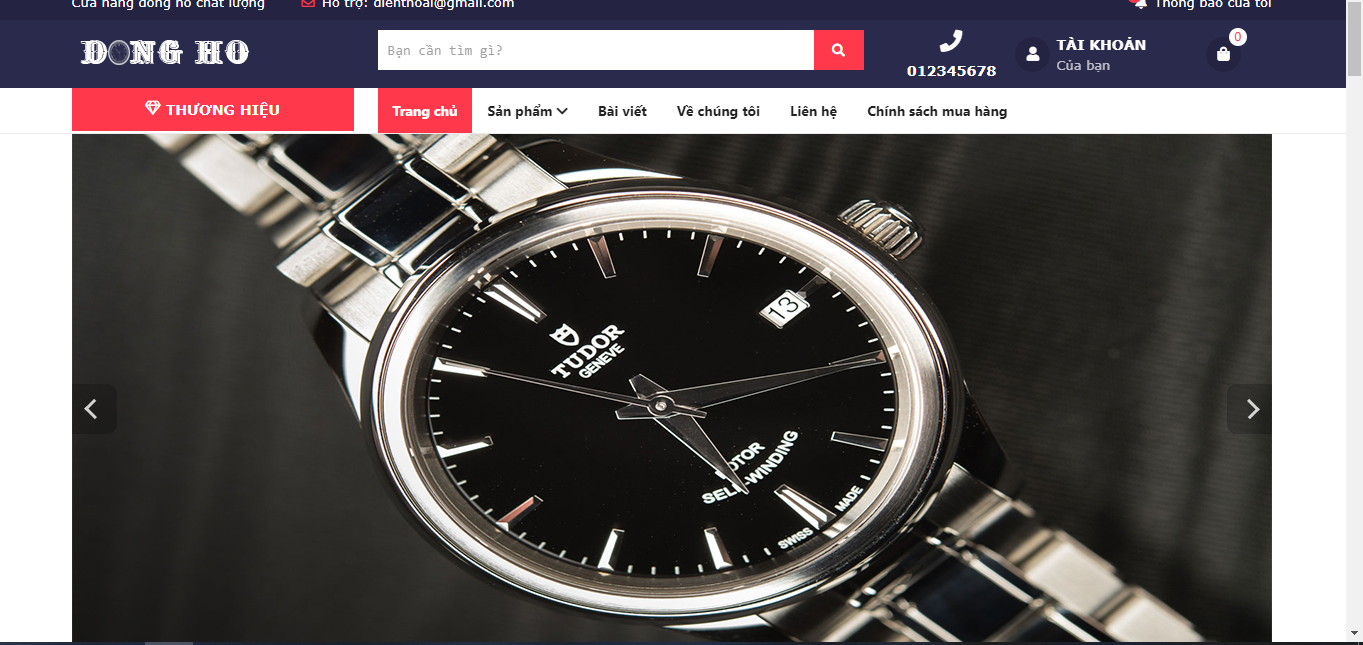 Cửa hàng đồng hồ chất lượng
Hỗ trợ: dienthoai@gmail.com
Thông báo của tôi
DONG HO
Bạn cần tìm gì?
012345678
TÀI KHOẢN
Của bạn
0
THƯƠNG HIỆU
Trang chủ
Sản phẩm
Bài viết
Về chúng tôi
Liên hệ
Chính sách mua hàng
13
TUDOR
GENEVE
ROTOR
SELF-WINDING
SWISS MADE